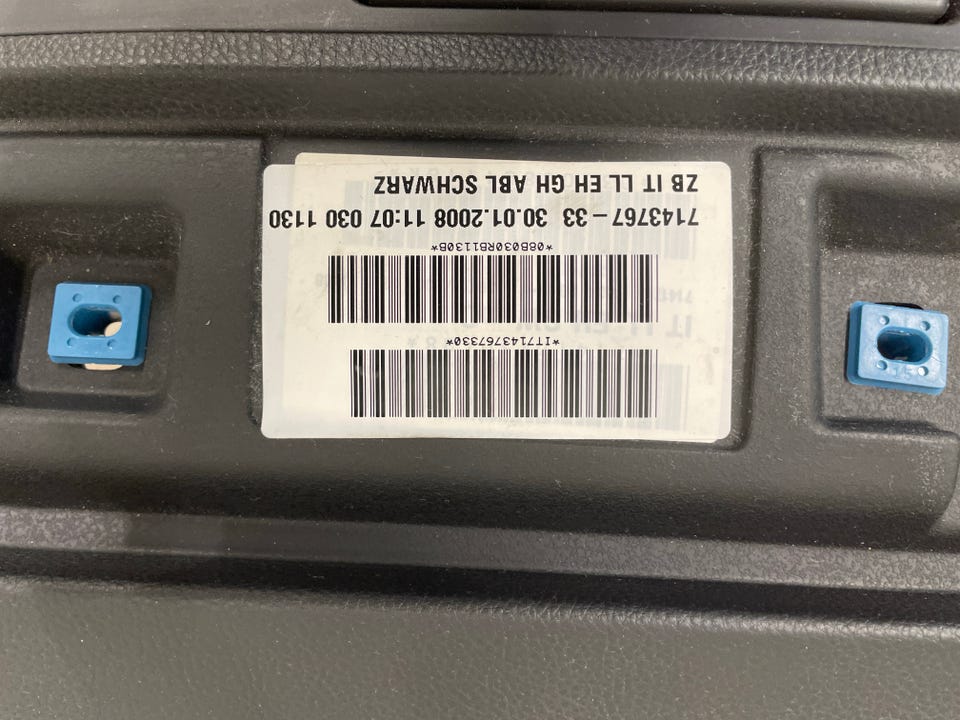 *IT7143767330*
*08B030RB1130B*
7143767 – 33 30.01.2008 11:07 030 1130
ZB IT LL EH GH ABL SCHWARZ